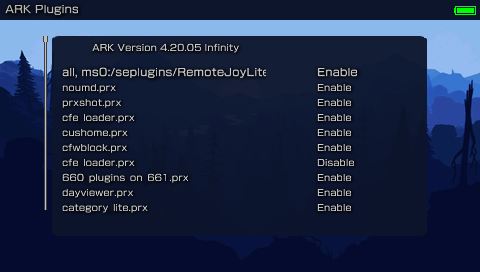 ARK Plugins
ARK Version 4.20.05 Infinity
all, ms0:/seplugins/RemoteJoyLite Enable
noumd.prx Enable
prxshot.prx Enable
cfe loader.prx Enable
cushome.prx Enable
cfwblock.prx Enable
cfe loader.prx Disable
660 plugins on 661.prx Enable
dayviewer.prx Enable
category lite.prx Enable